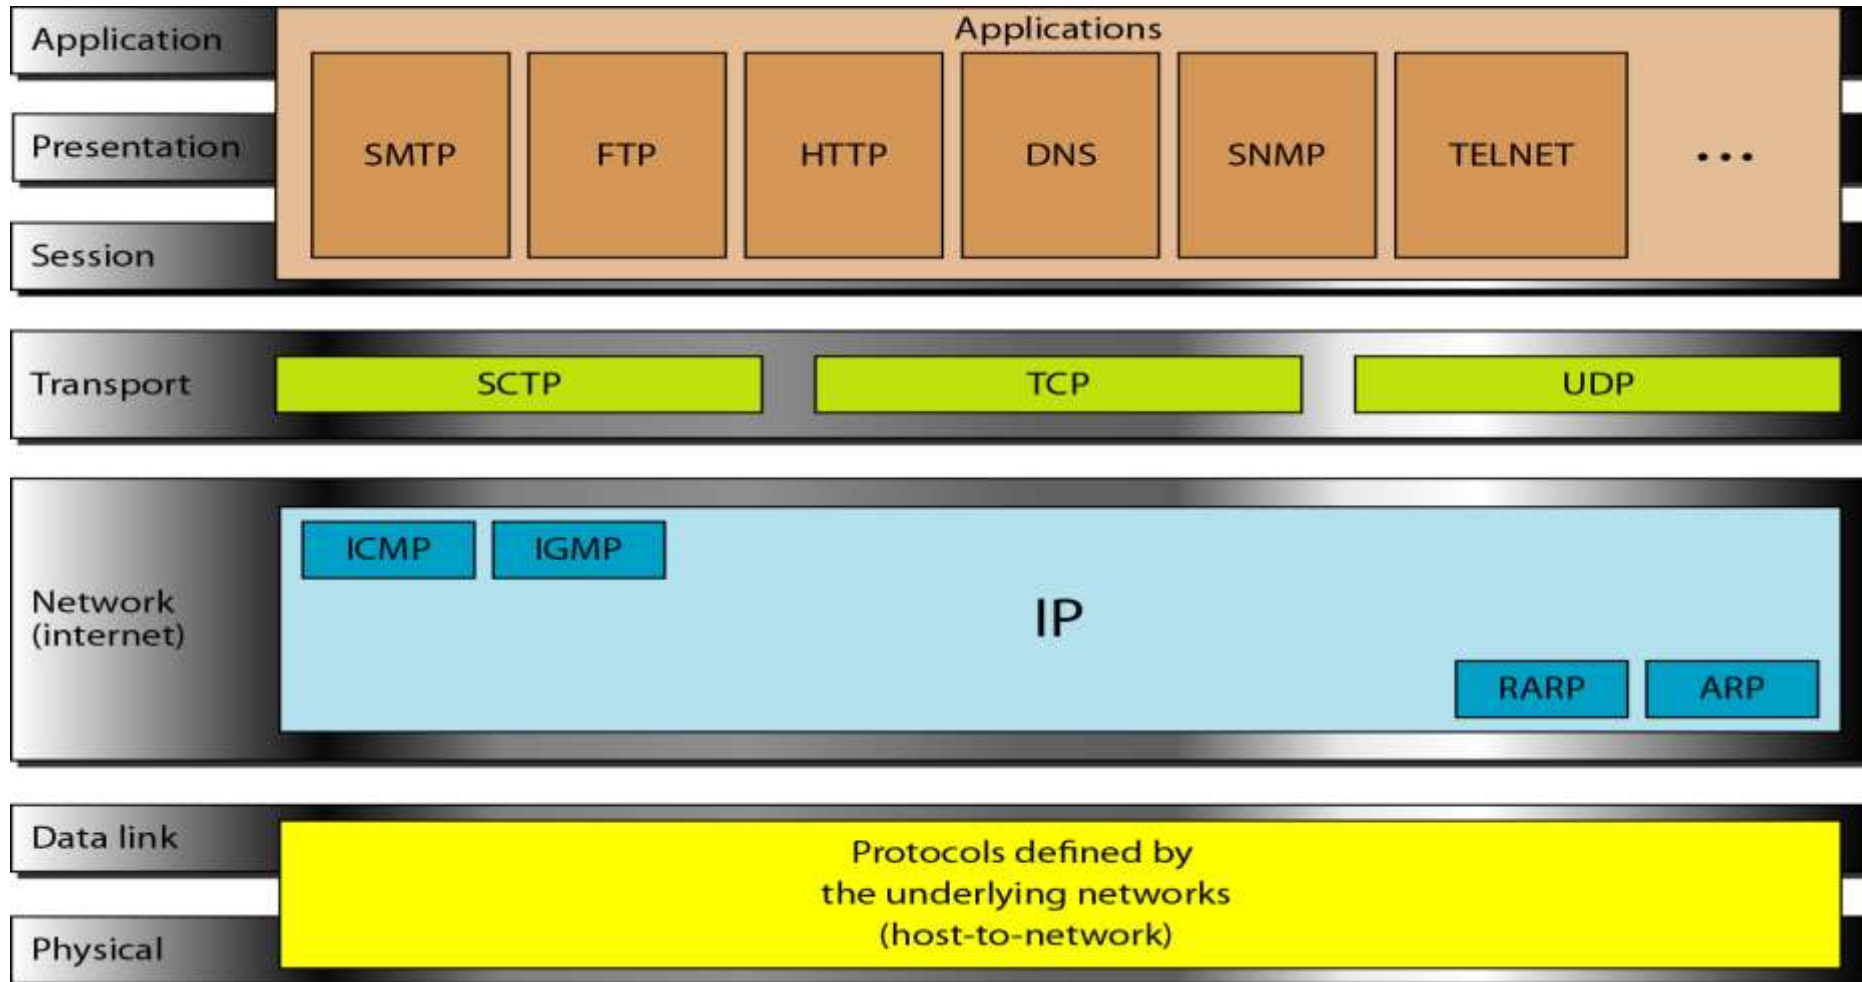 Application
Applications
Presentation
SMTP
FTP
HTTP
DNS
SNMP
TELNET
...
Session
Transport
SCTP
TCP
UDP
ICMP
IGMP
Network
(internet)
IP
RARP
ARP
Data link
Protocols defined by
the underlying networks
(host-to-network)
Physical